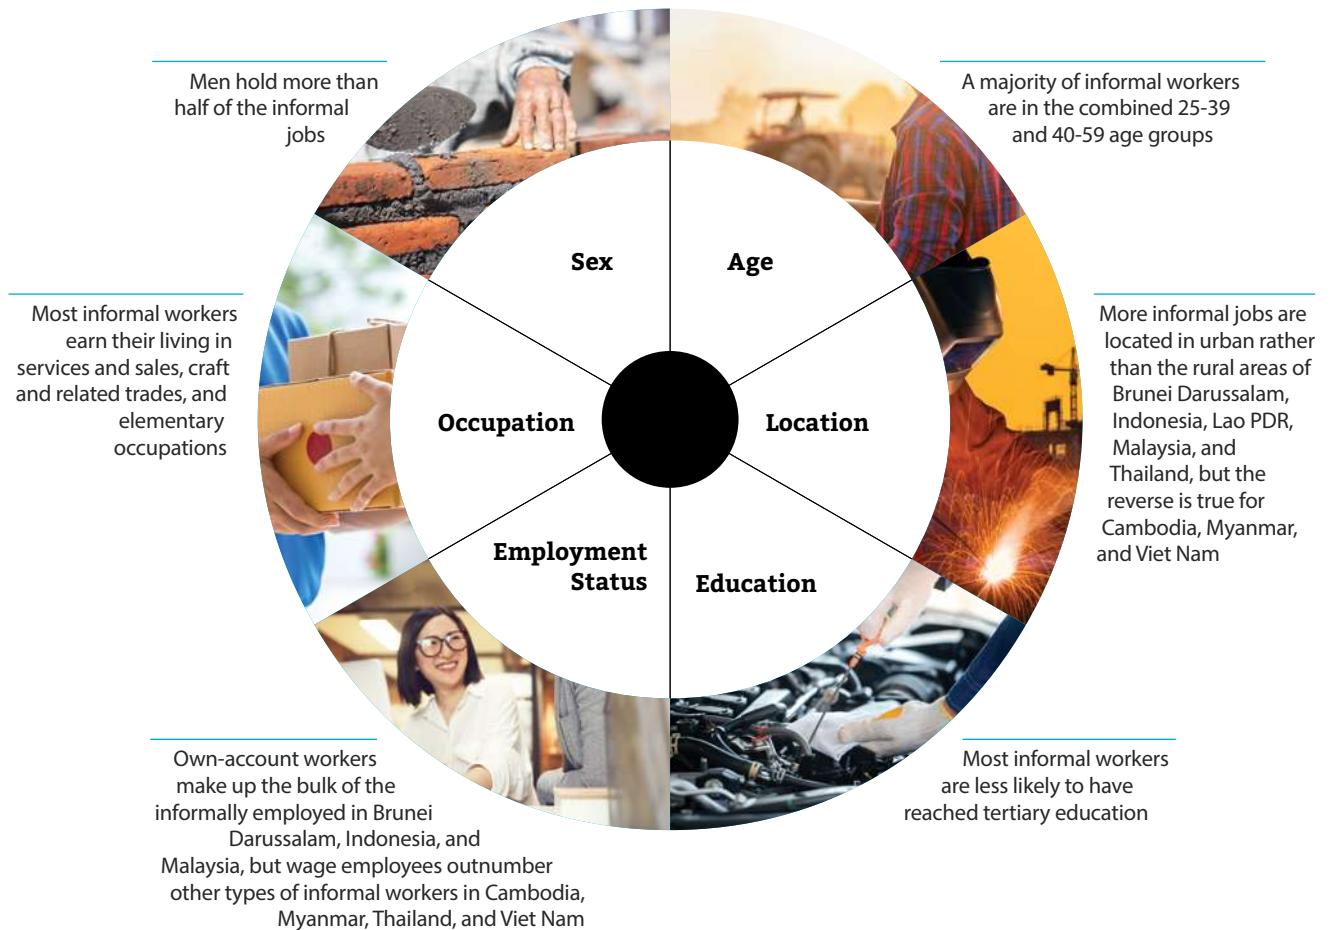 Men hold more than
half of the informal
jobs
A majority of informal workers
are in the combined 25-39
and 40-59 age groups
Sex
Age
Most informal workers
earn their living in
services and sales, craft
and related trades, and
elementary
occupations
More informal jobs are
located in urban rather
than the rural areas of
Brunei Darussalam,
Indonesia, Lao PDR,
Malaysia, and
Thailand, but the
reverse is true for
Cambodia, Myanmar,
and Viet Nam
Occupation
Location
Employment
Status
Education
Own-account workers
make up the bulk of the
informally employed in Brunei
Darussalam, Indonesia, and
Malaysia, but wage employees outnumber
other types of informal workers in Cambodia,
Myanmar, Thailand, and Viet Nam
Most informal workers
are less likely to have
reached tertiary education